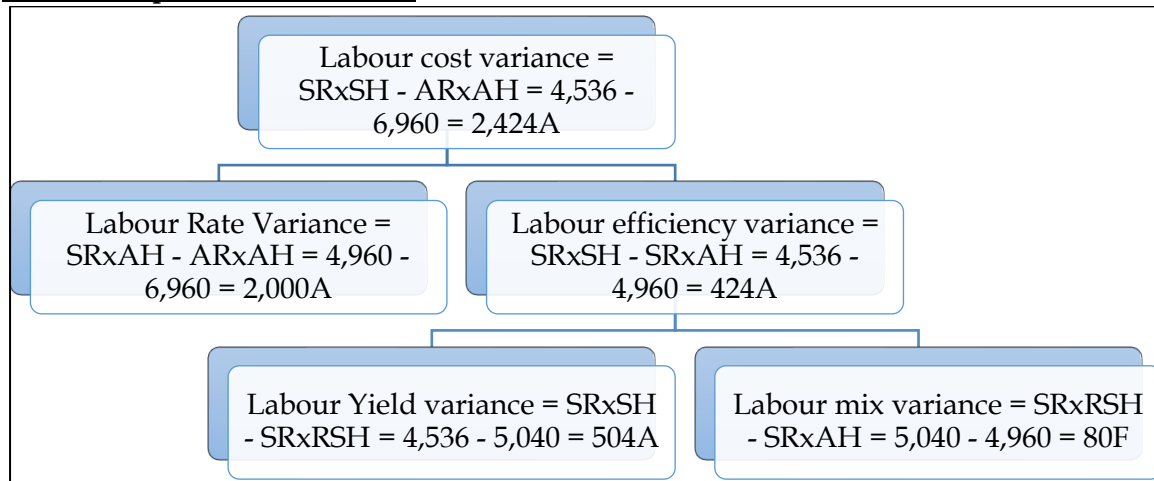 Labour cost variance =
SRxSH - ARxAH = 4,536 -
6,960 = 2,424A
Labour Rate Variance =
SRxAH - ARxAH = 4,960 -
6,960 = 2,000A
Labour efficiency variance =
SRxSH - SRxAH = 4,536 -
4,960 = 424A
Labour Yield variance = SRxSH
- SRxRSH = 4,536 - 5,040 = 504A
Labour mix variance = SRxRSH
- SRxAH = 5,040 - 4,960 = 80F